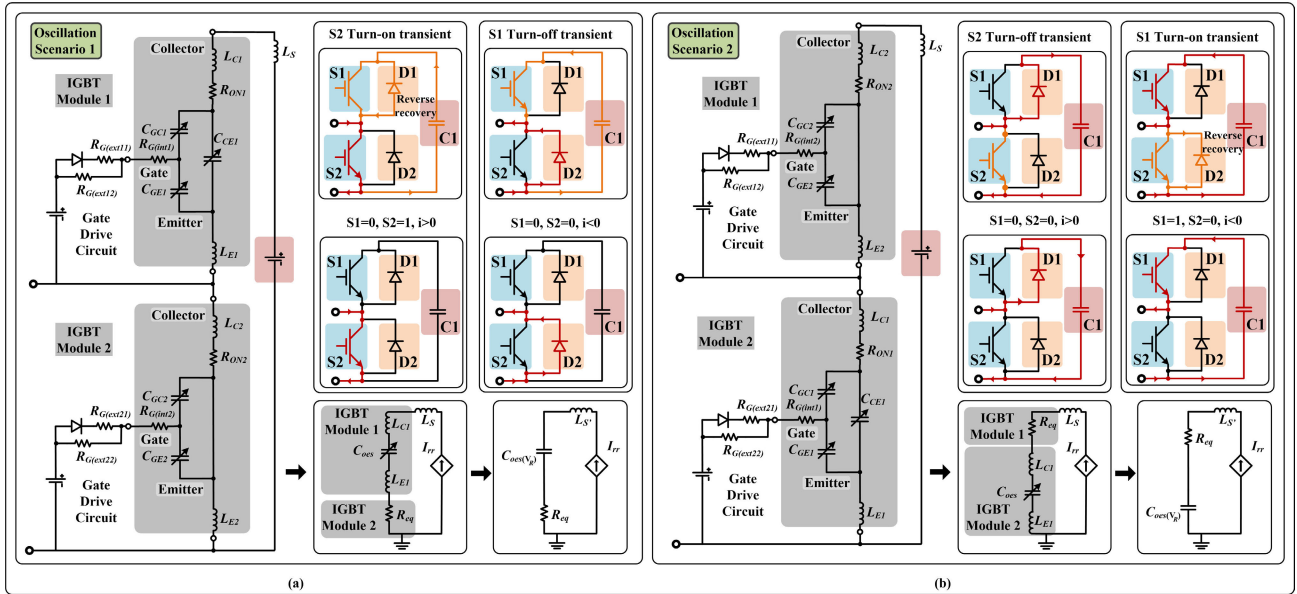 Oscillation
Scenario 1
IGBT
Module 1
Collector
L_C1
R_ON1
C_GC1
C_CE1
R_G(ext11)
R_G(int1)
Gate
R_G(ext12)
C_GE1
Emitter
Gate
Drive
Circuit
L_E1
L_S
IGBT
Module 2
Collector
L_C2
R_ON2
C_GC2
R_G(ext21)
R_G(int2)
Gate
R_G(ext22)
C_GE2
Emitter
Gate
Drive
Circuit
L_E2
S2 Turn-on transient
S1
D1
Reverse
recovery
C1
S2
D2
S1 Turn-off transient
S1
D1
C1
S2
D2
S1=0, S2=1, i>0
S1
D1
C1
S2
D2
S1=0, S2=0, i<0
S1
D1
C1
S2
D2
IGBT
Module 1
L_C1
L_S
C_oes
I_rr
L_E1
IGBT
Module 2
R_eq
L_S'
C_oes(V_R)
I_rr
R_eq
(a)
Oscillation
Scenario 2
IGBT
Module 1
Collector
L_C2
R_ON2
C_GC2
R_G(ext11)
R_G(int2)
Gate
R_G(ext12)
C_GE2
Emitter
Gate
Drive
Circuit
L_E2
L_S
IGBT
Module 2
Collector
L_C1
R_ON1
C_GC1
C_CE1
R_G(ext21)
R_G(int1)
Gate
R_G(ext22)
C_GE1
Emitter
Gate
Drive
Circuit
L_E1
S2 Turn-off transient
S1
D1
C1
S2
D2
S1 Turn-on transient
S1
D1
C1
Reverse
recovery
S2
D2
S1=0, S2=0, i>0
S1
D1
C1
S2
D2
S1=1, S2=0, i<0
S1
D1
C1
S2
D2
IGBT
Module 1
R_eq
L_S
L_C1
I_rr
C_oes
IGBT
Module 2
L_E1
L_S'
R_eq
I_rr
C_oes(V_R)
(b)